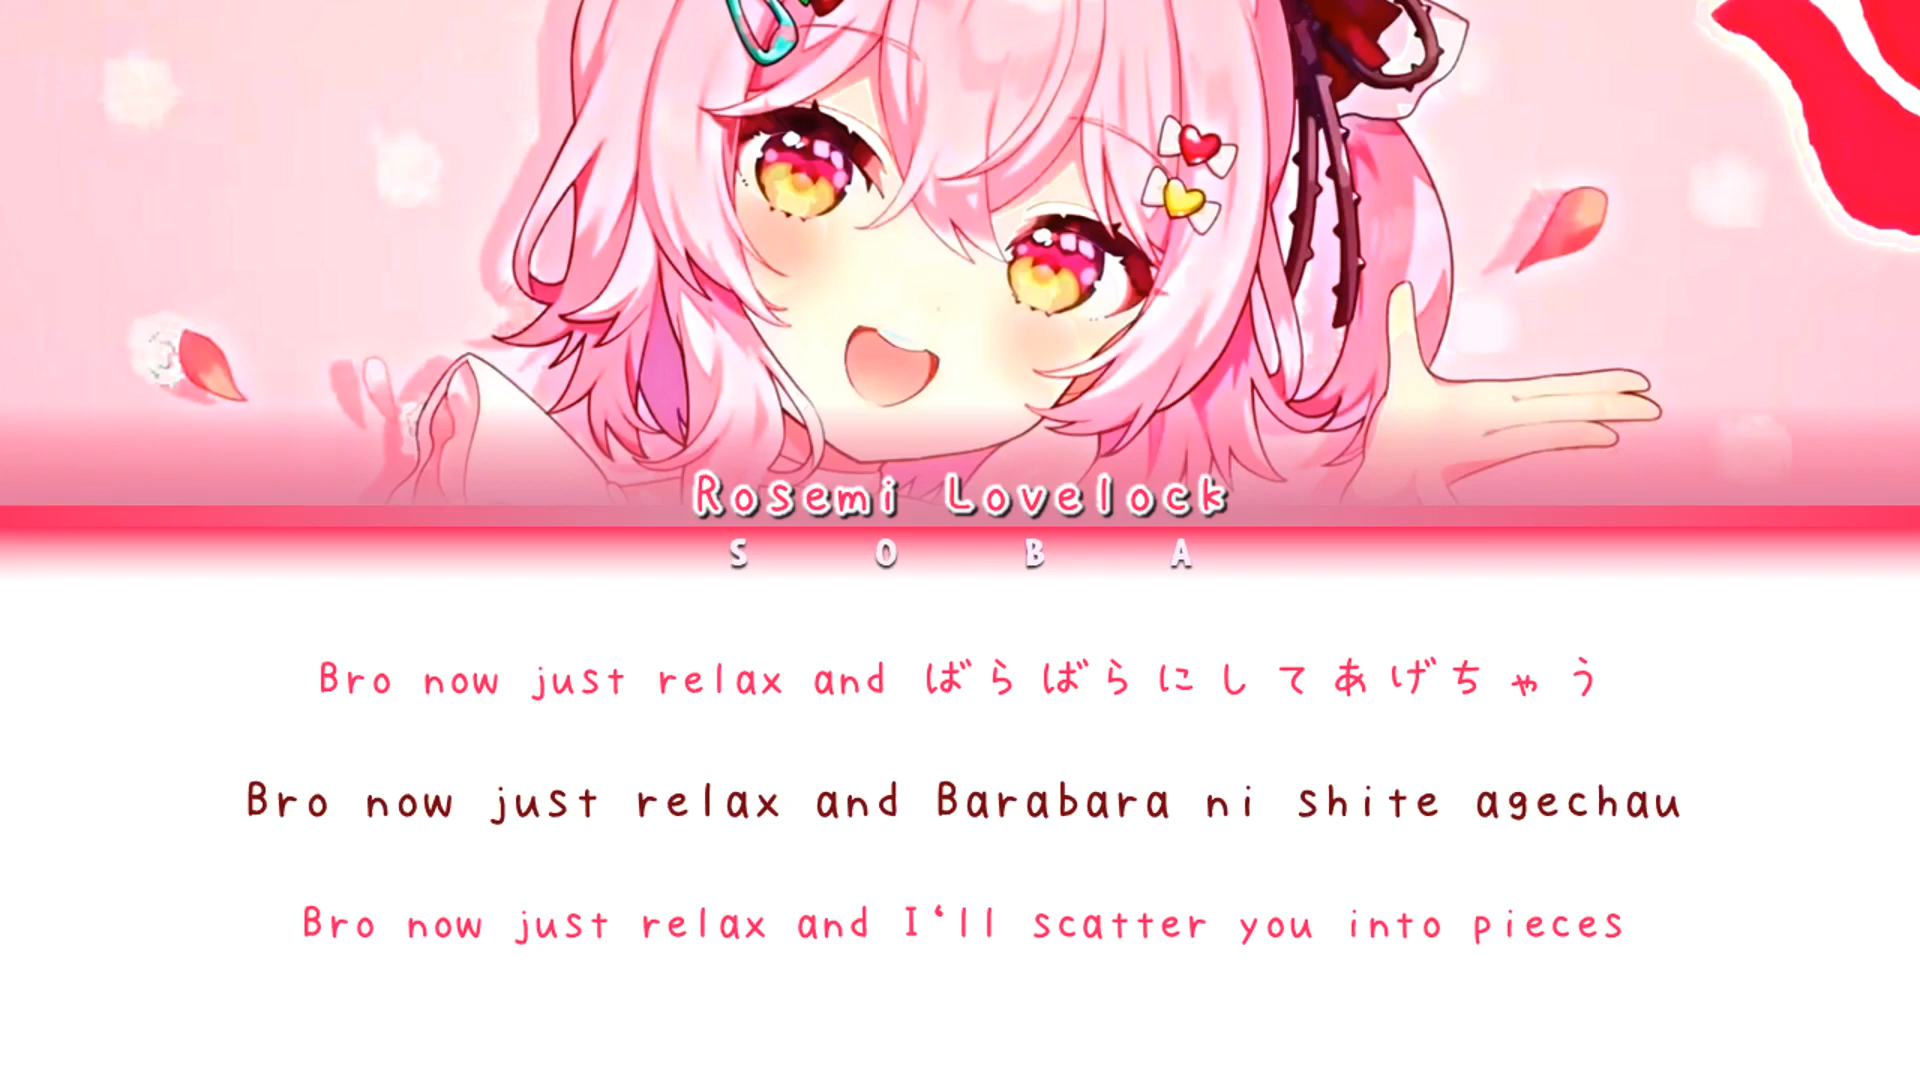 Rosemi Lovelock
SOBA
Bro now just relax and ばらばらにしてあげちゃう
Bro now just relax and Barabara ni shite agechau
Bro now just relax and I‘ll scatter you into pieces